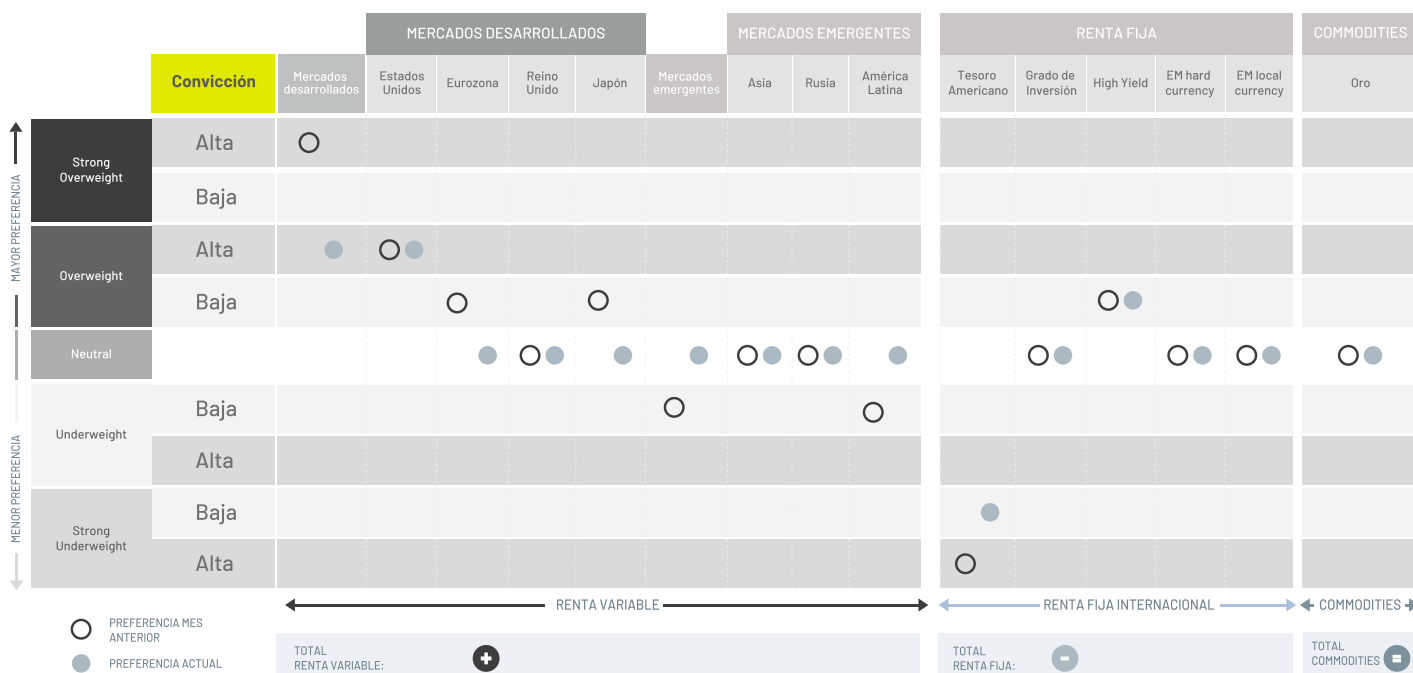 MERCADOS DESARROLLADOS
MERCADOS EMERGENTES
RENTA FIJA
COMMODITIES
Convicción
Mercados
desarrollados
Estados
Unidos
Eurozona
Reino
Unido
Japón
Mercados
emergentes
Asia
Rusia
América
Latina
Tesoro
Americano
Grado de
Inversión
High Yield
EM hard
currency
EM local
currency
Oro
MAYOR PREFERENCIA
MENOR PREFERENCIA
Strong
Overweight
Alta
Baja
Overweight
Alta
Baja
Neutral
Underweight
Baja
Alta
Strong
Underweight
Baja
Alta
RENTA VARIABLE
RENTA FIJA INTERNACIONAL
COMMODITIES
PREFERENCIA MES
ANTERIOR
PREFERENCIA ACTUAL
TOTAL
RENTA VARIABLE: +
TOTAL
RENTA FIJA: -
TOTAL
COMMODITIES =